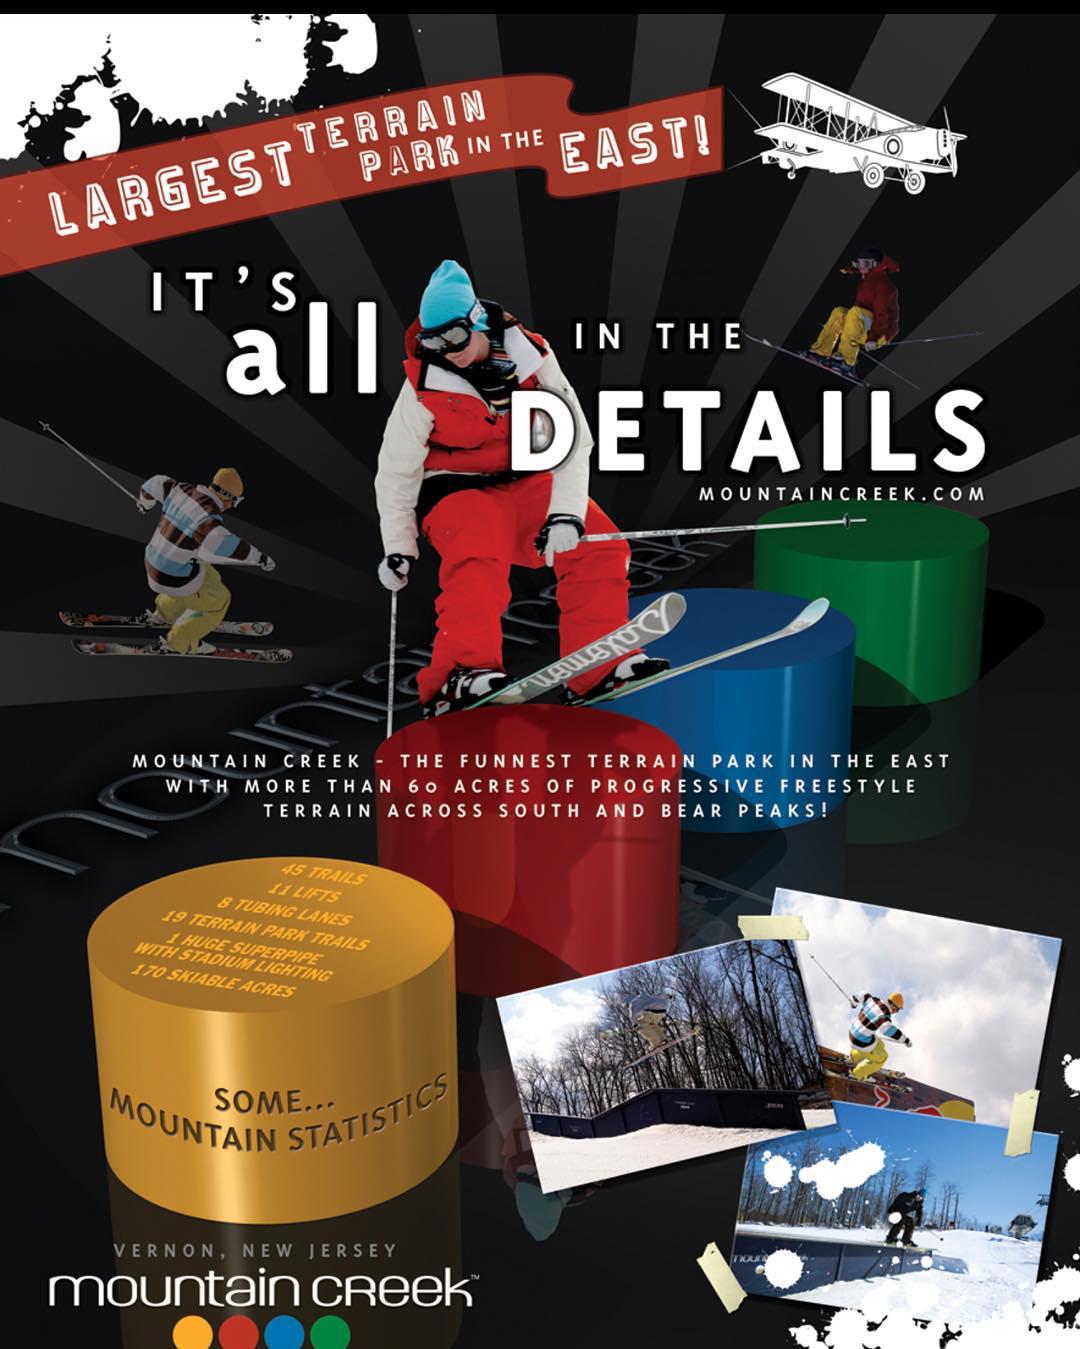 LARGEST TERRAIN PARK IN THE EAST!
IT'S
all
IN THE
DETAILS
MOUNTAINCREEK.COM
Salomon
mountain creek
MOUNTAIN CREEK - THE FUNNEST TERRAIN PARK IN THE EAST
WITH MORE THAN 60 ACRES OF PROGRESSIVE FREESTYLE
TERRAIN ACROSS SOUTH AND BEAR PEAKS!
45 TRAILS
11 LIFTS
8 TUBING LANES
19 TERRAIN PARK TRAILS
1 HUGE SUPERPIPE
WITH STADIUM LIGHTING
170 SKIABLE ACRES
SOME...
MOUNTAIN STATISTICS
VERNON, NEW JERSEY
mountain creek™